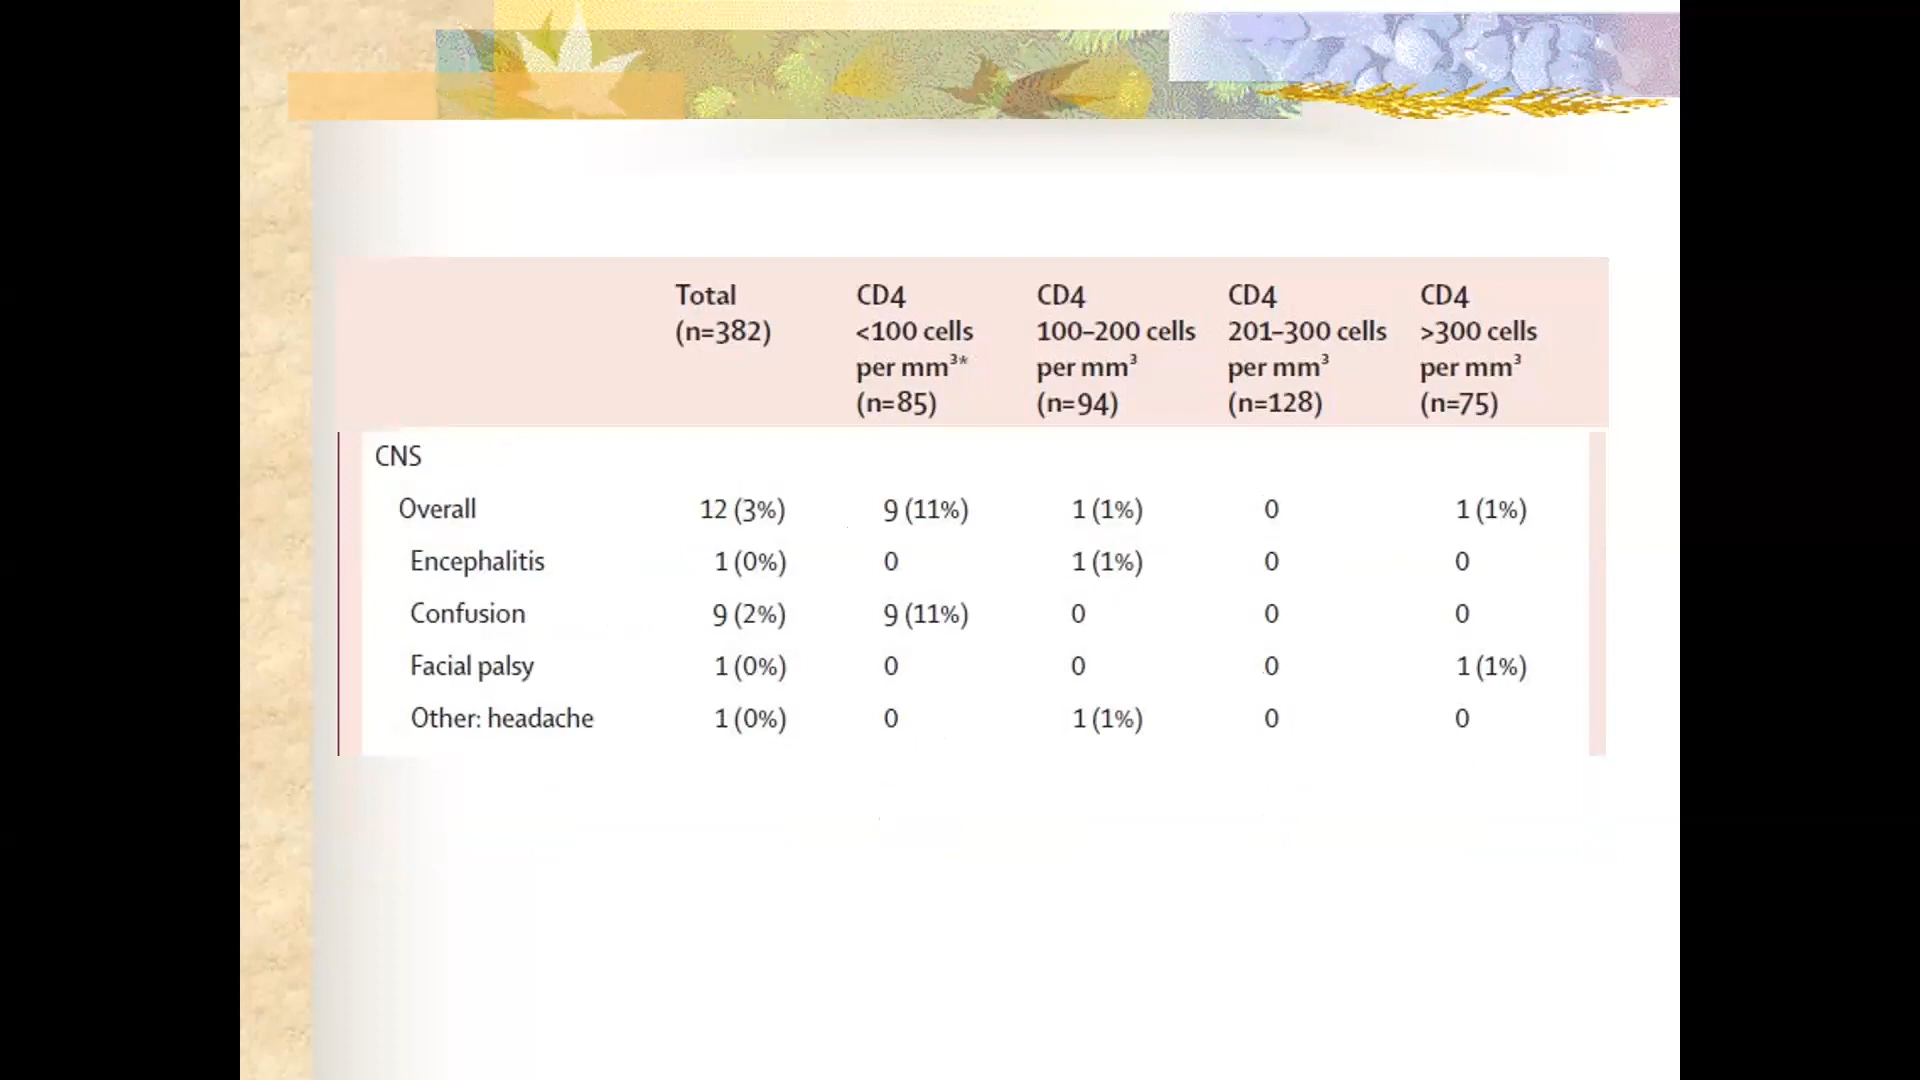 Total CD4 CD4 CD4 CD4
(n=382) <100 cells 100–200 cells 201–300 cells >300 cells
per mm³* per mm³ per mm³ per mm³
(n=85) (n=94) (n=128) (n=75)
CNS
Overall 12 (3%) 9 (11%) 1 (1%) 0 1 (1%)
Encephalitis 1 (0%) 0 1 (1%) 0 0
Confusion 9 (2%) 9 (11%) 0 0 0
Facial palsy 1 (0%) 0 0 0 1 (1%)
Other: headache 1 (0%) 0 1 (1%) 0 0